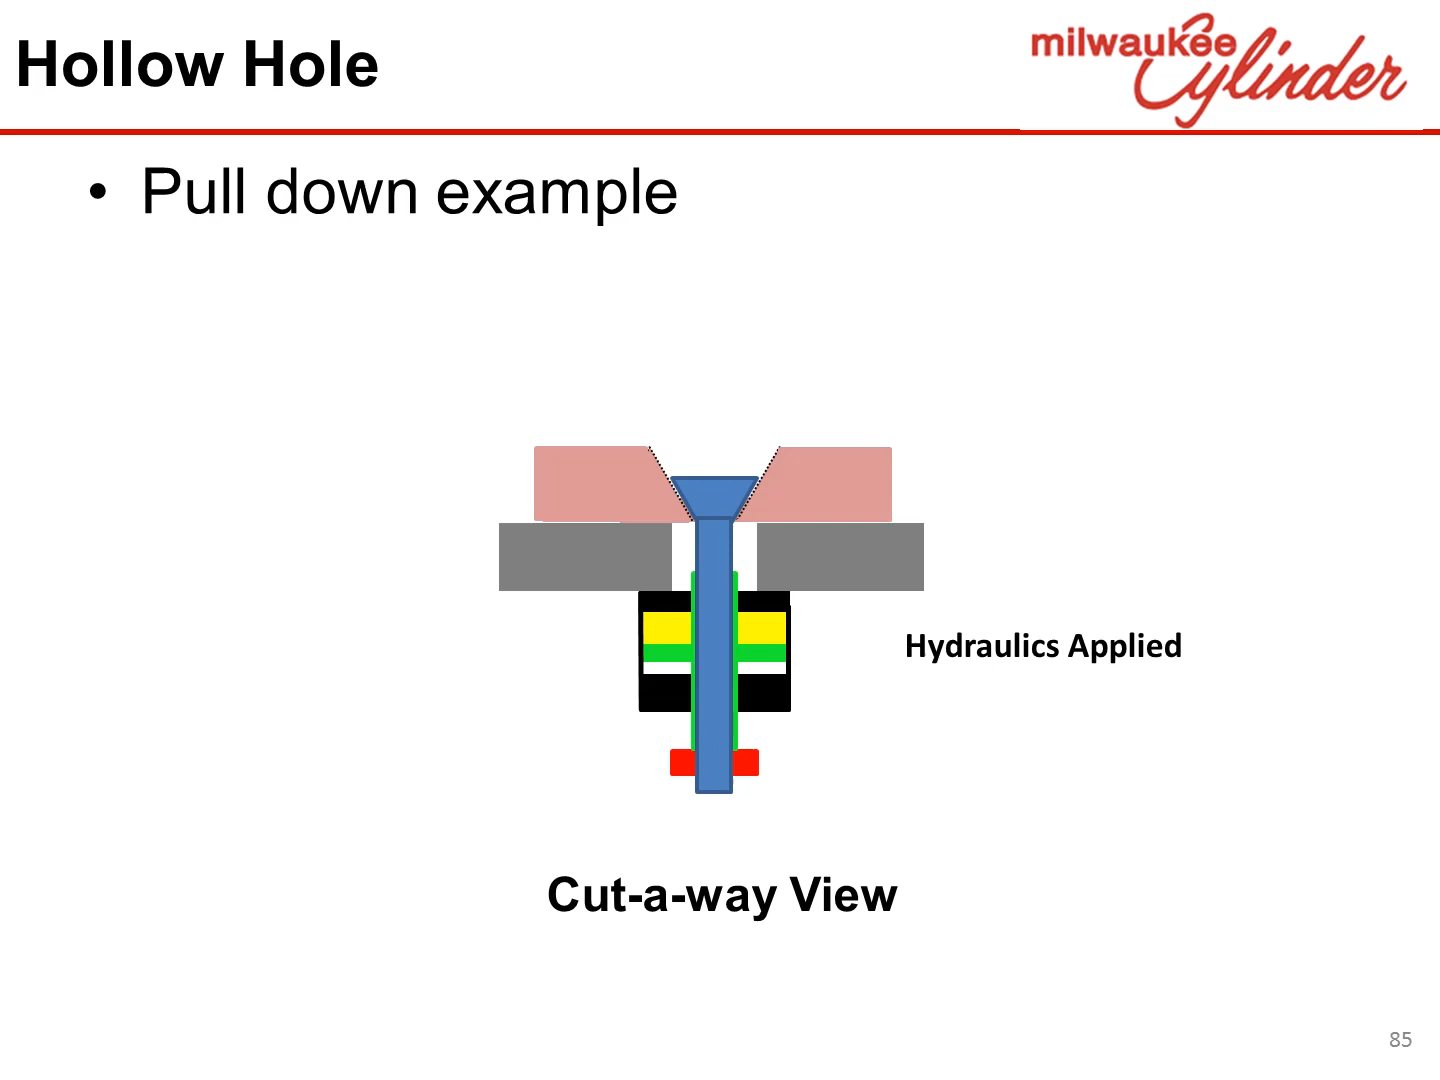 Hollow Hole
milwaukee
Cylinder
• Pull down example
Hydraulics Applied
Cut-a-way View
85